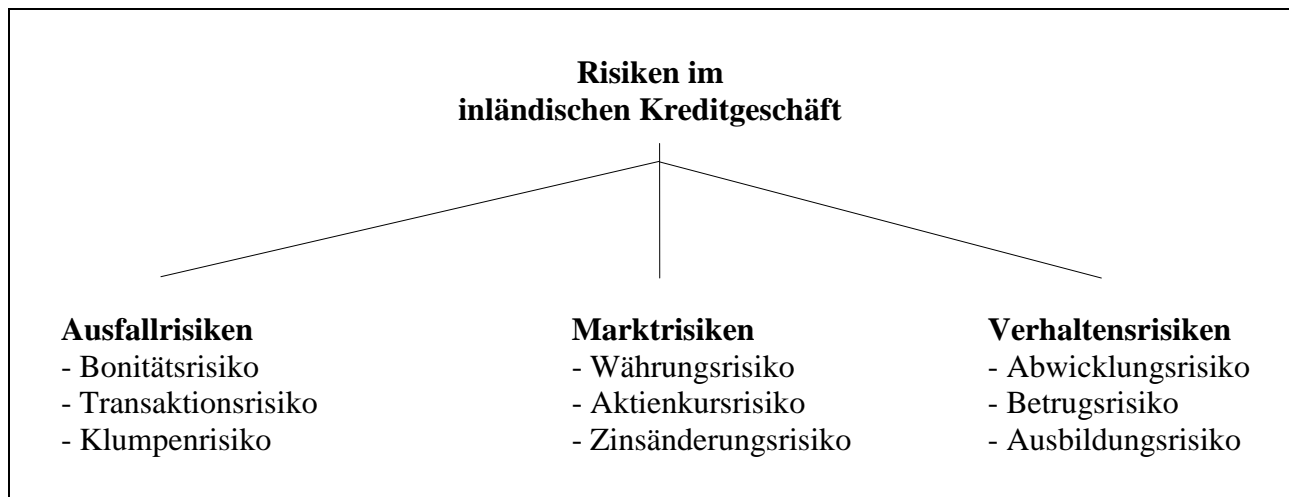 Risiken im
inländischen Kreditgeschäft
Ausfallrisiken
- Bonitätsrisiko
- Transaktionsrisiko
- Klumpenrisiko
Marktrisiken
- Währungsrisiko
- Aktienkursrisiko
- Zinsänderungsrisiko
Verhaltensrisiken
- Abwicklungsrisiko
- Betrugsrisiko
- Ausbildungsrisiko